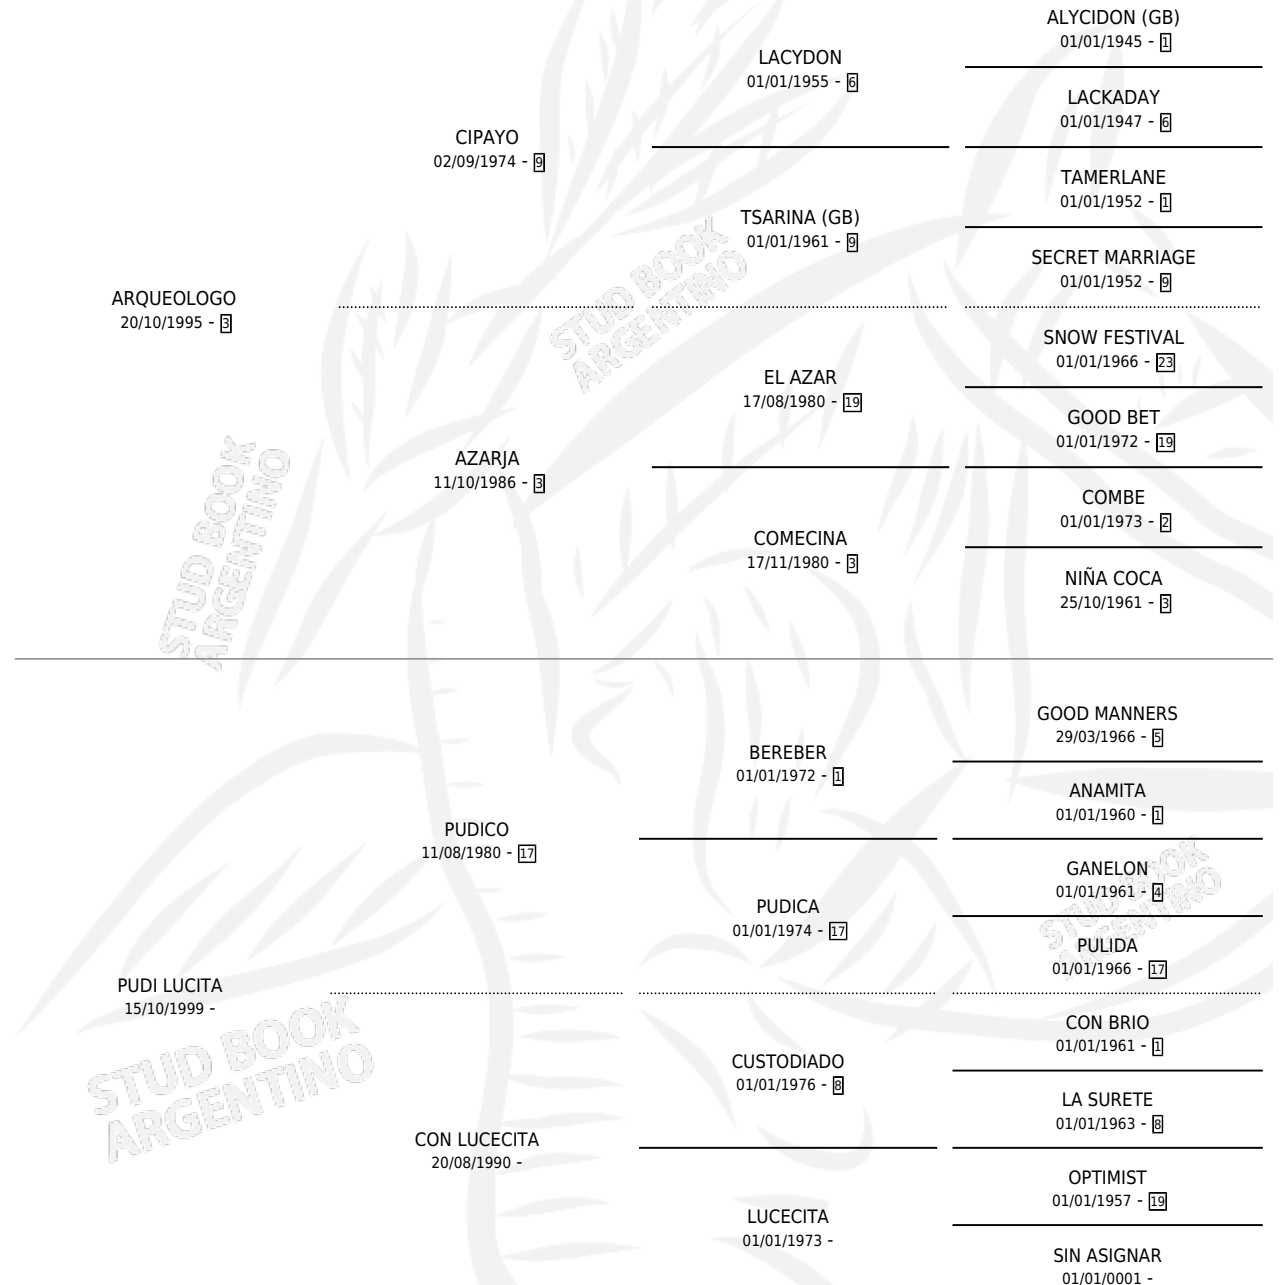 ALYCIDON (GB)
01/01/1945 - 1
LACYDON
01/01/1955 - 6
LACKADAY
01/01/1947 - 6
CIPAYO
02/09/1974 - 9
TAMERLANE
01/01/1952 - 1
TSARINA (GB)
01/01/1961 - 9
SECRET MARRIAGE
01/01/1952 - 9
ARQUEOLOGO
20/10/1995 - 3
SNOW FESTIVAL
01/01/1966 - 23
EL AZAR
17/08/1980 - 19
GOOD BET
01/01/1972 - 19
AZARJA
11/10/1986 - 3
COMBE
01/01/1973 - 2
COMECINA
17/11/1980 - 3
NIÑA COCA
25/10/1961 - 3
STUD BOOK
ARGENTINO
STUD BOOK
ARGENTINO
GOOD MANNERS
29/03/1966 - 5
BEREBER
01/01/1972 - 1
ANAMITA
01/01/1960 - 1
PUDICO
11/08/1980 - 17
GANELON
01/01/1961 - 4
PUDICA
01/01/1974 - 17
PULIDA
01/01/1966 - 17
STUD BOOK
ARGENTINO
PUDI LUCITA
15/10/1999 -
CON BRIO
01/01/1961 - 1
CUSTODIADO
01/01/1976 - 8
LA SURETE
01/01/1963 - 8
CON LUCECITA
20/08/1990 -
OPTIMIST
01/01/1957 - 19
LUCECITA
01/01/1973 -
SIN ASIGNAR
01/01/0001 -
STUD BOOK
ARGENTINO